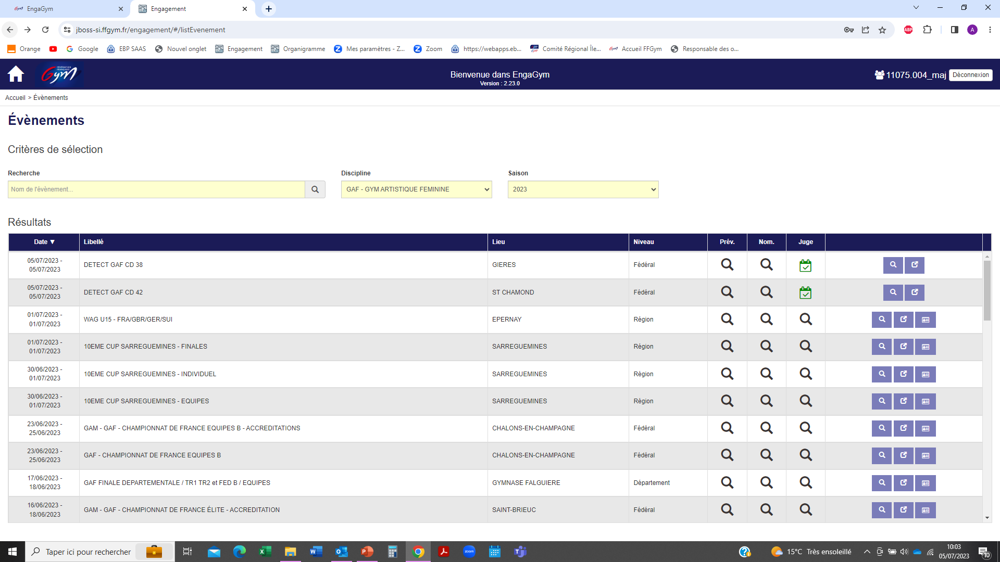 EngaGym
Engagement
jboss-si.ffgym.fr/engagement/#/listEvenement
ABP
A
Orange
Google
EBP SAAS
Nouvel onglet
Engagement
Organigramme
Mes paramètres - Z...
Zoom
https://webapps.eb...
Comité Régional Île...
Accueil FFGym
Responsable des o...
FÉDÉRATION
FRANÇAISE
Gym
Bienvenue dans EngaGym
Version : 2.23.0
11075.004_maj
Déconnexion
Accueil > Évènements
Évènements
Critères de sélection
Recherche Discipline Saison
Nom de l'évènement... GAF - GYM ARTISTIQUE FEMININE 2023
Résultats
Date ▼ Libellé Lieu Niveau Prév. Nom. Juge
05/07/2023 -
05/07/2023 DETECT GAF CD 38 GIERES Fédéral
05/07/2023 -
05/07/2023 DETECT GAF CD 42 ST CHAMOND Fédéral
01/07/2023 -
01/07/2023 WAG U15 - FRA/GBR/GER/SUI EPERNAY Région
01/07/2023 -
01/07/2023 10EME CUP SARREGUEMINES - FINALES SARREGUEMINES Région
30/06/2023 -
01/07/2023 10EME CUP SARREGUEMINES - INDIVIDUEL SARREGUEMINES Région
30/06/2023 -
01/07/2023 10EME CUP SARREGUEMINES - EQUIPES SARREGUEMINES Région
23/06/2023 -
25/06/2023 GAM - GAF - CHAMPIONNAT DE FRANCE EQUIPES B - ACCREDITATIONS CHALONS-EN-CHAMPAGNE Fédéral
23/06/2023 -
25/06/2023 GAF - CHAMPIONNAT DE FRANCE EQUIPES B CHALONS-EN-CHAMPAGNE Fédéral
17/06/2023 -
18/06/2023 GAF FINALE DEPARTEMENTALE / TR1 TR2 et FED B / EQUIPES GYMNASE FALGUIERE Département
16/06/2023 -
18/06/2023 GAM - GAF - CHAMPIONNAT DE FRANCE ÉLITE - ACCREDITATION SAINT-BRIEUC Fédéral
Taper ici pour rechercher
zoom
15°C Très ensoleillé
10:03
05/07/2023
10